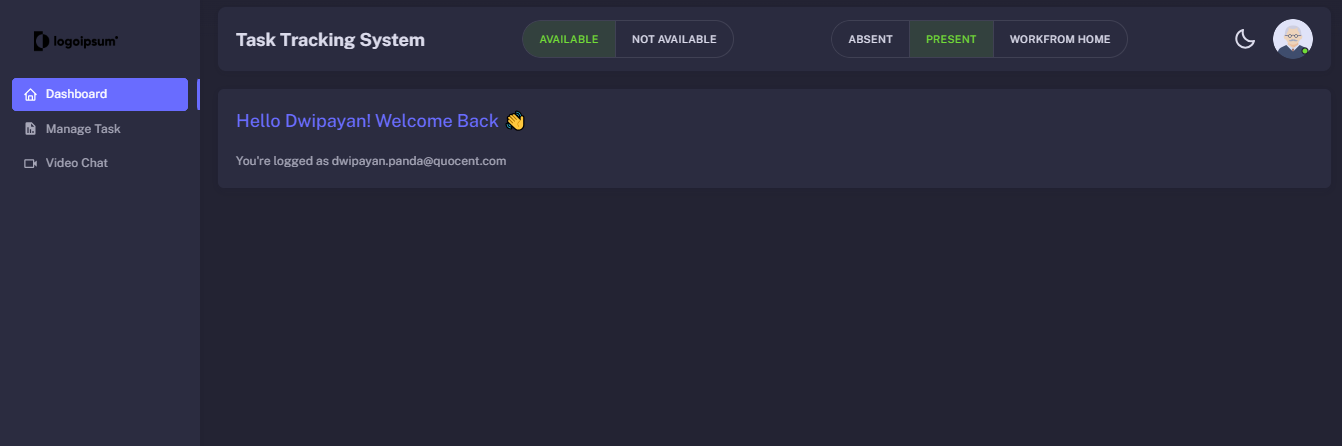 logoipsum
Dashboard
Manage Task
Video Chat
Task Tracking System
AVAILABLE
NOT AVAILABLE
ABSENT
PRESENT
WORKFROM HOME
Hello Dwipayan! Welcome Back 👋
You're logged as dwipayan.panda@quocent.com